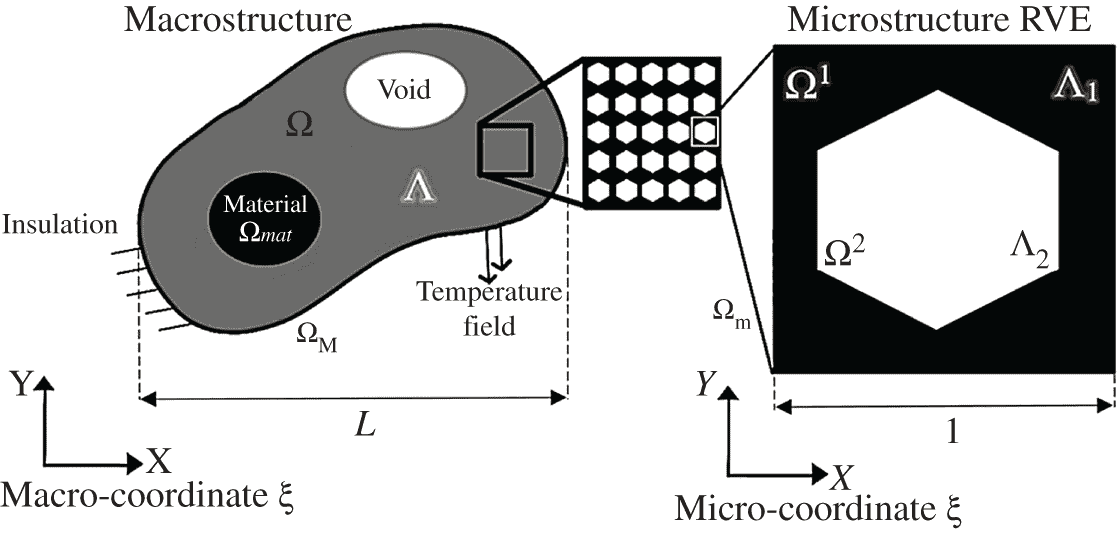 Macrostructure
Microstructure RVE
Void
Ω
Λ
Material
Ωmat
Insulation
Temperature
field
ΩM
L
Y
X
Macro-coordinate ξ
Ω1
Λ1
Ω2
Λ2
Ωm
1
Y
X
Micro-coordinate ξ